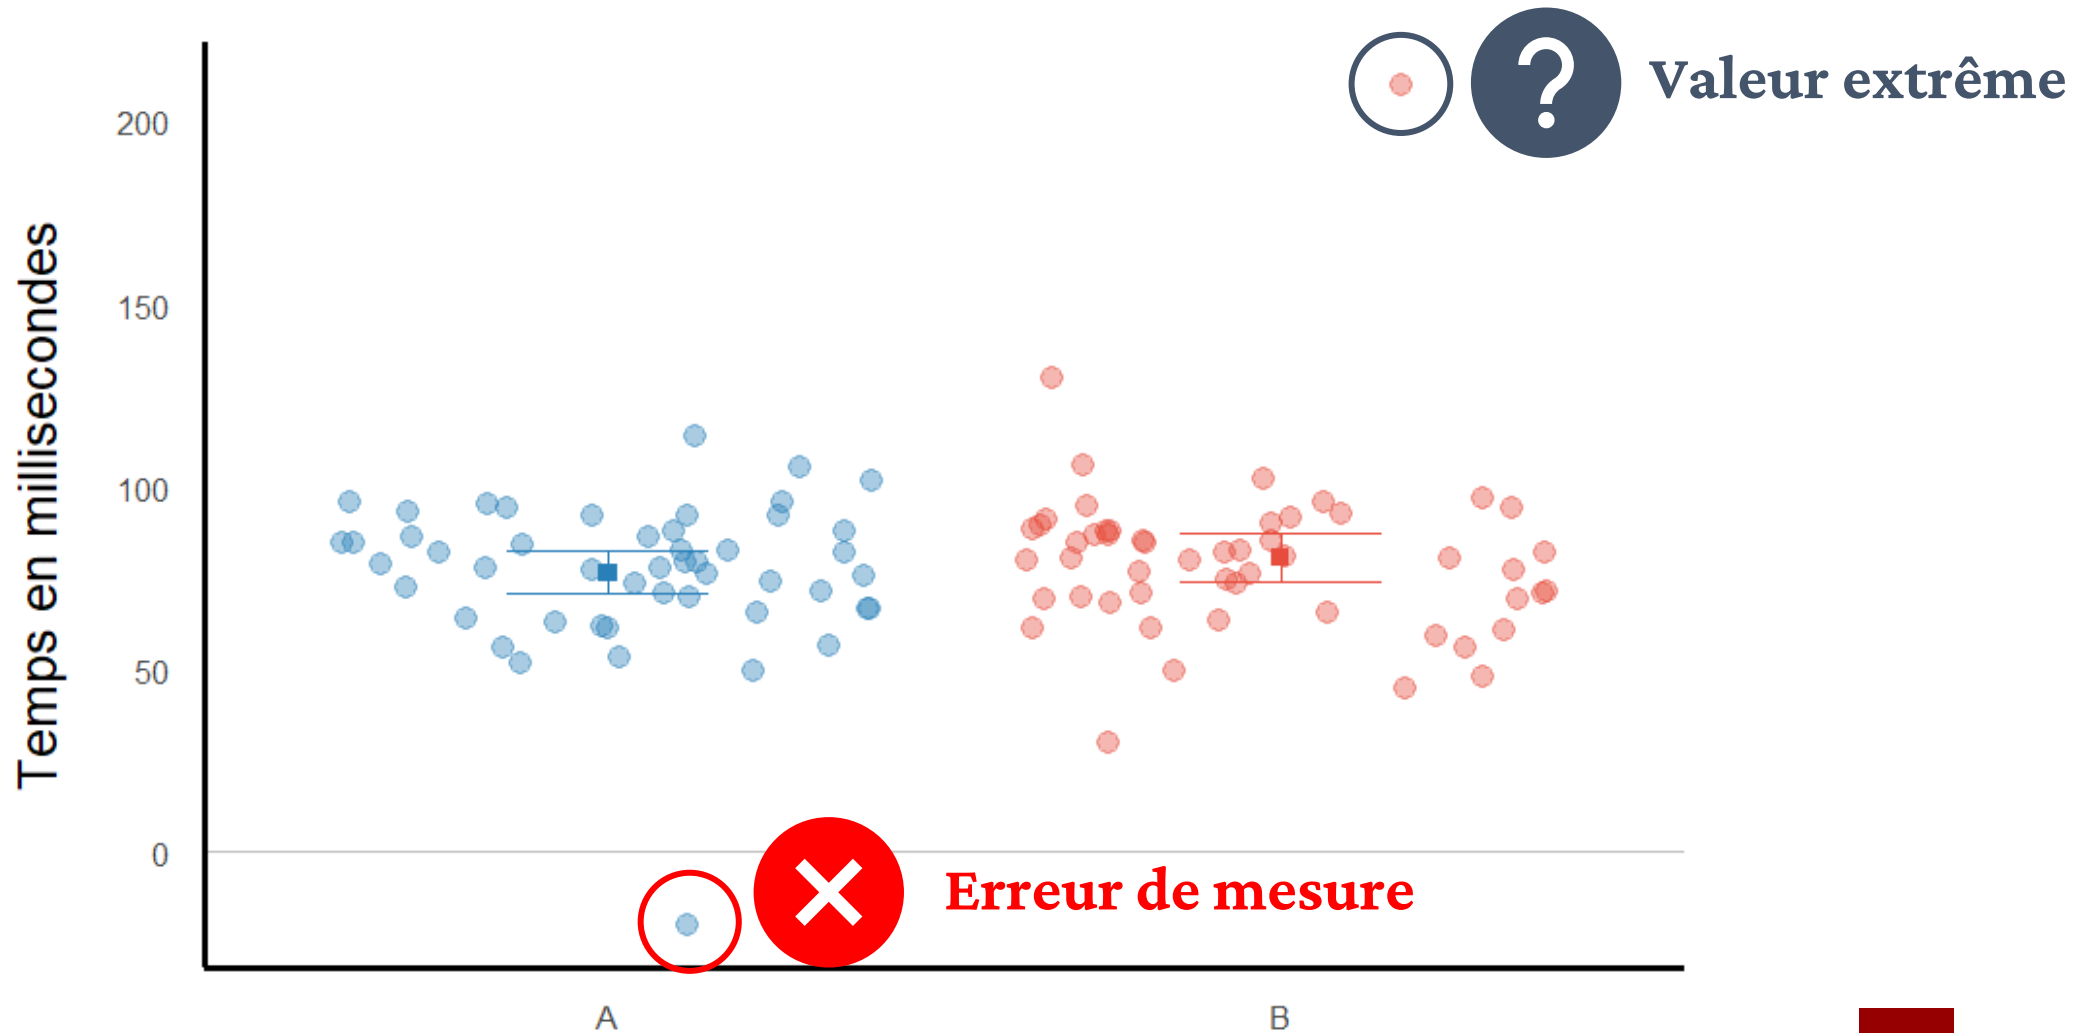 Valeur extrême
?
200
150
100
50
0
Temps en millisecondes
Erreur de mesure
A
B